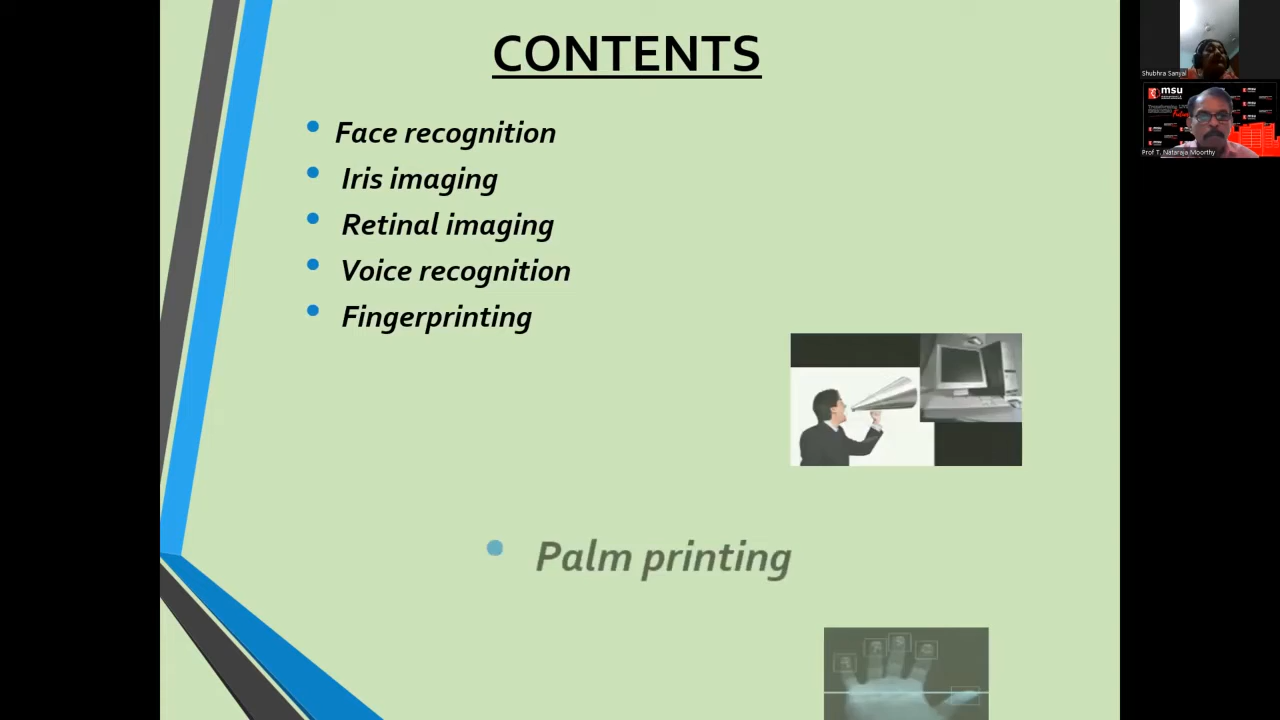 CONTENTS
Face recognition
Iris imaging
Retinal imaging
Voice recognition
Fingerprinting
Palm printing
Shubhra Sanyal
msu
Prof T. Nataraja Moorthy